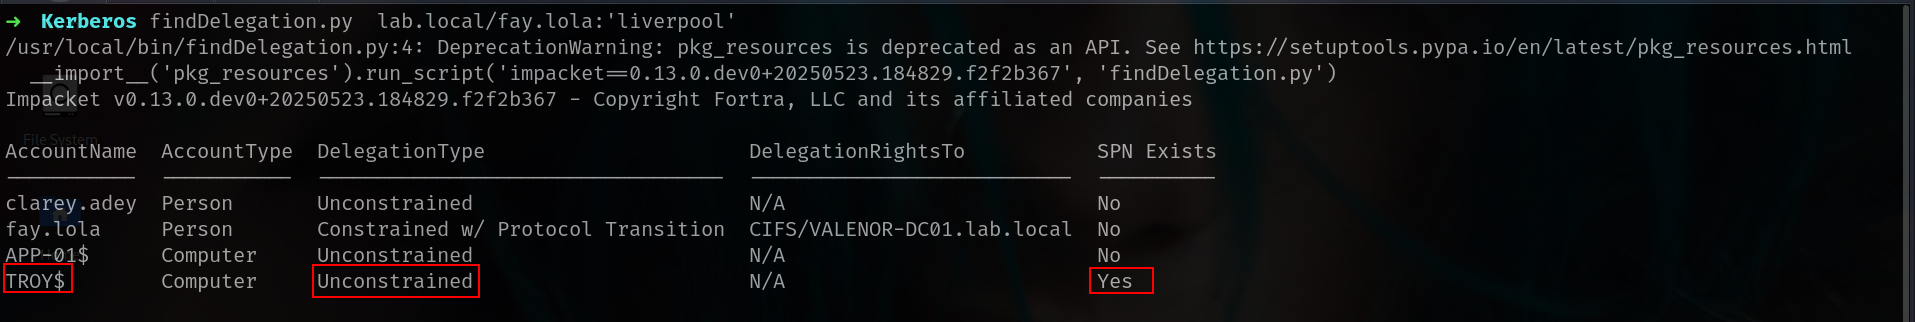 → Kerberos findDelegation.py lab.local/fay.lola:'liverpool'
/usr/local/bin/findDelegation.py:4: DeprecationWarning: pkg_resources is deprecated as an API. See https://setuptools.pypa.io/en/latest/pkg_resources.html
__import__('pkg_resources').run_script('impacket==0.13.0.dev0+20250523.184829.f2f2b367', 'findDelegation.py')
Impacket v0.13.0.dev0+20250523.184829.f2f2b367 - Copyright Fortra, LLC and its affiliated companies
File System
AccountName AccountType DelegationType DelegationRightsTo SPN Exists
clarey.adey Person Unconstrained N/A No
fay.lola Person Constrained w/ Protocol Transition CIFS/VALENOR-DC01.lab.local No
APP-01$ Computer Unconstrained N/A No
TROY$ Computer Unconstrained N/A Yes